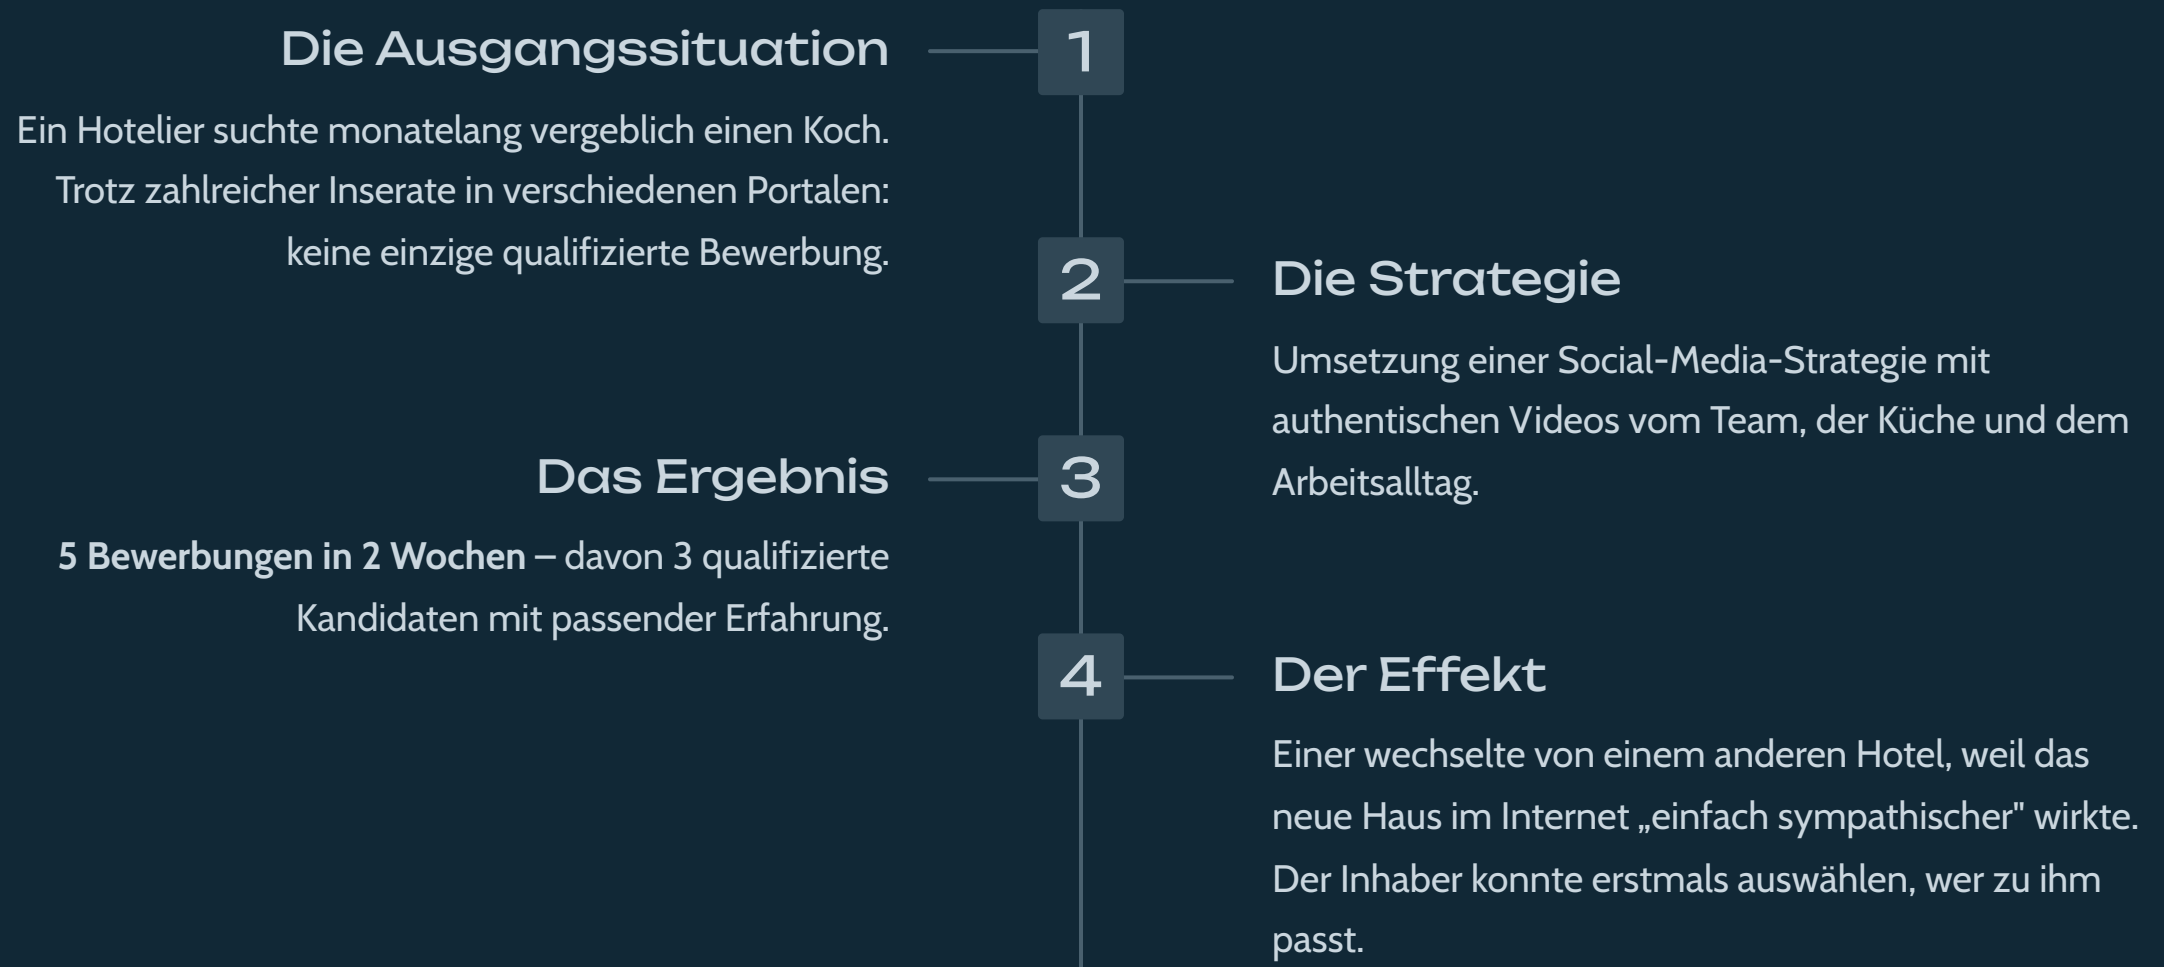 Die Ausgangssituation
1
Ein Hotelier suchte monatelang vergeblich einen Koch.
Trotz zahlreicher Inserate in verschiedenen Portalen:
keine einzige qualifizierte Bewerbung.
2
Die Strategie
Umsetzung einer Social-Media-Strategie mit
authentischen Videos vom Team, der Küche und dem
Arbeitsalltag.
Das Ergebnis
3
5 Bewerbungen in 2 Wochen – davon 3 qualifizierte
Kandidaten mit passender Erfahrung.
4
Der Effekt
Einer wechselte von einem anderen Hotel, weil das
neue Haus im Internet „einfach sympathischer" wirkte.
Der Inhaber konnte erstmals auswählen, wer zu ihm
passt.